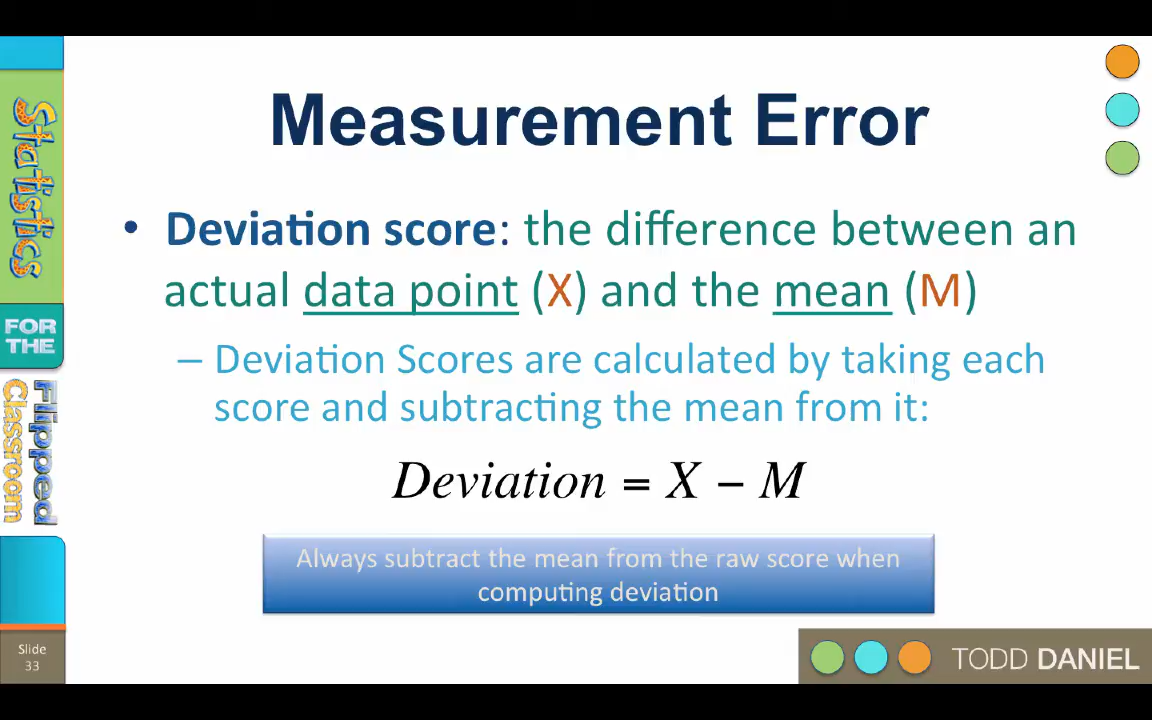 Measurement Error
• Deviation score: the difference between an
actual data point (X) and the mean (M)
– Deviation Scores are calculated by taking each
score and subtracting the mean from it:
Deviation = X − M
Always subtract the mean from the raw score when
computing deviation
Statistics
FOR
THE
Flipped
Classroom
Slide
33
TODD DANIEL